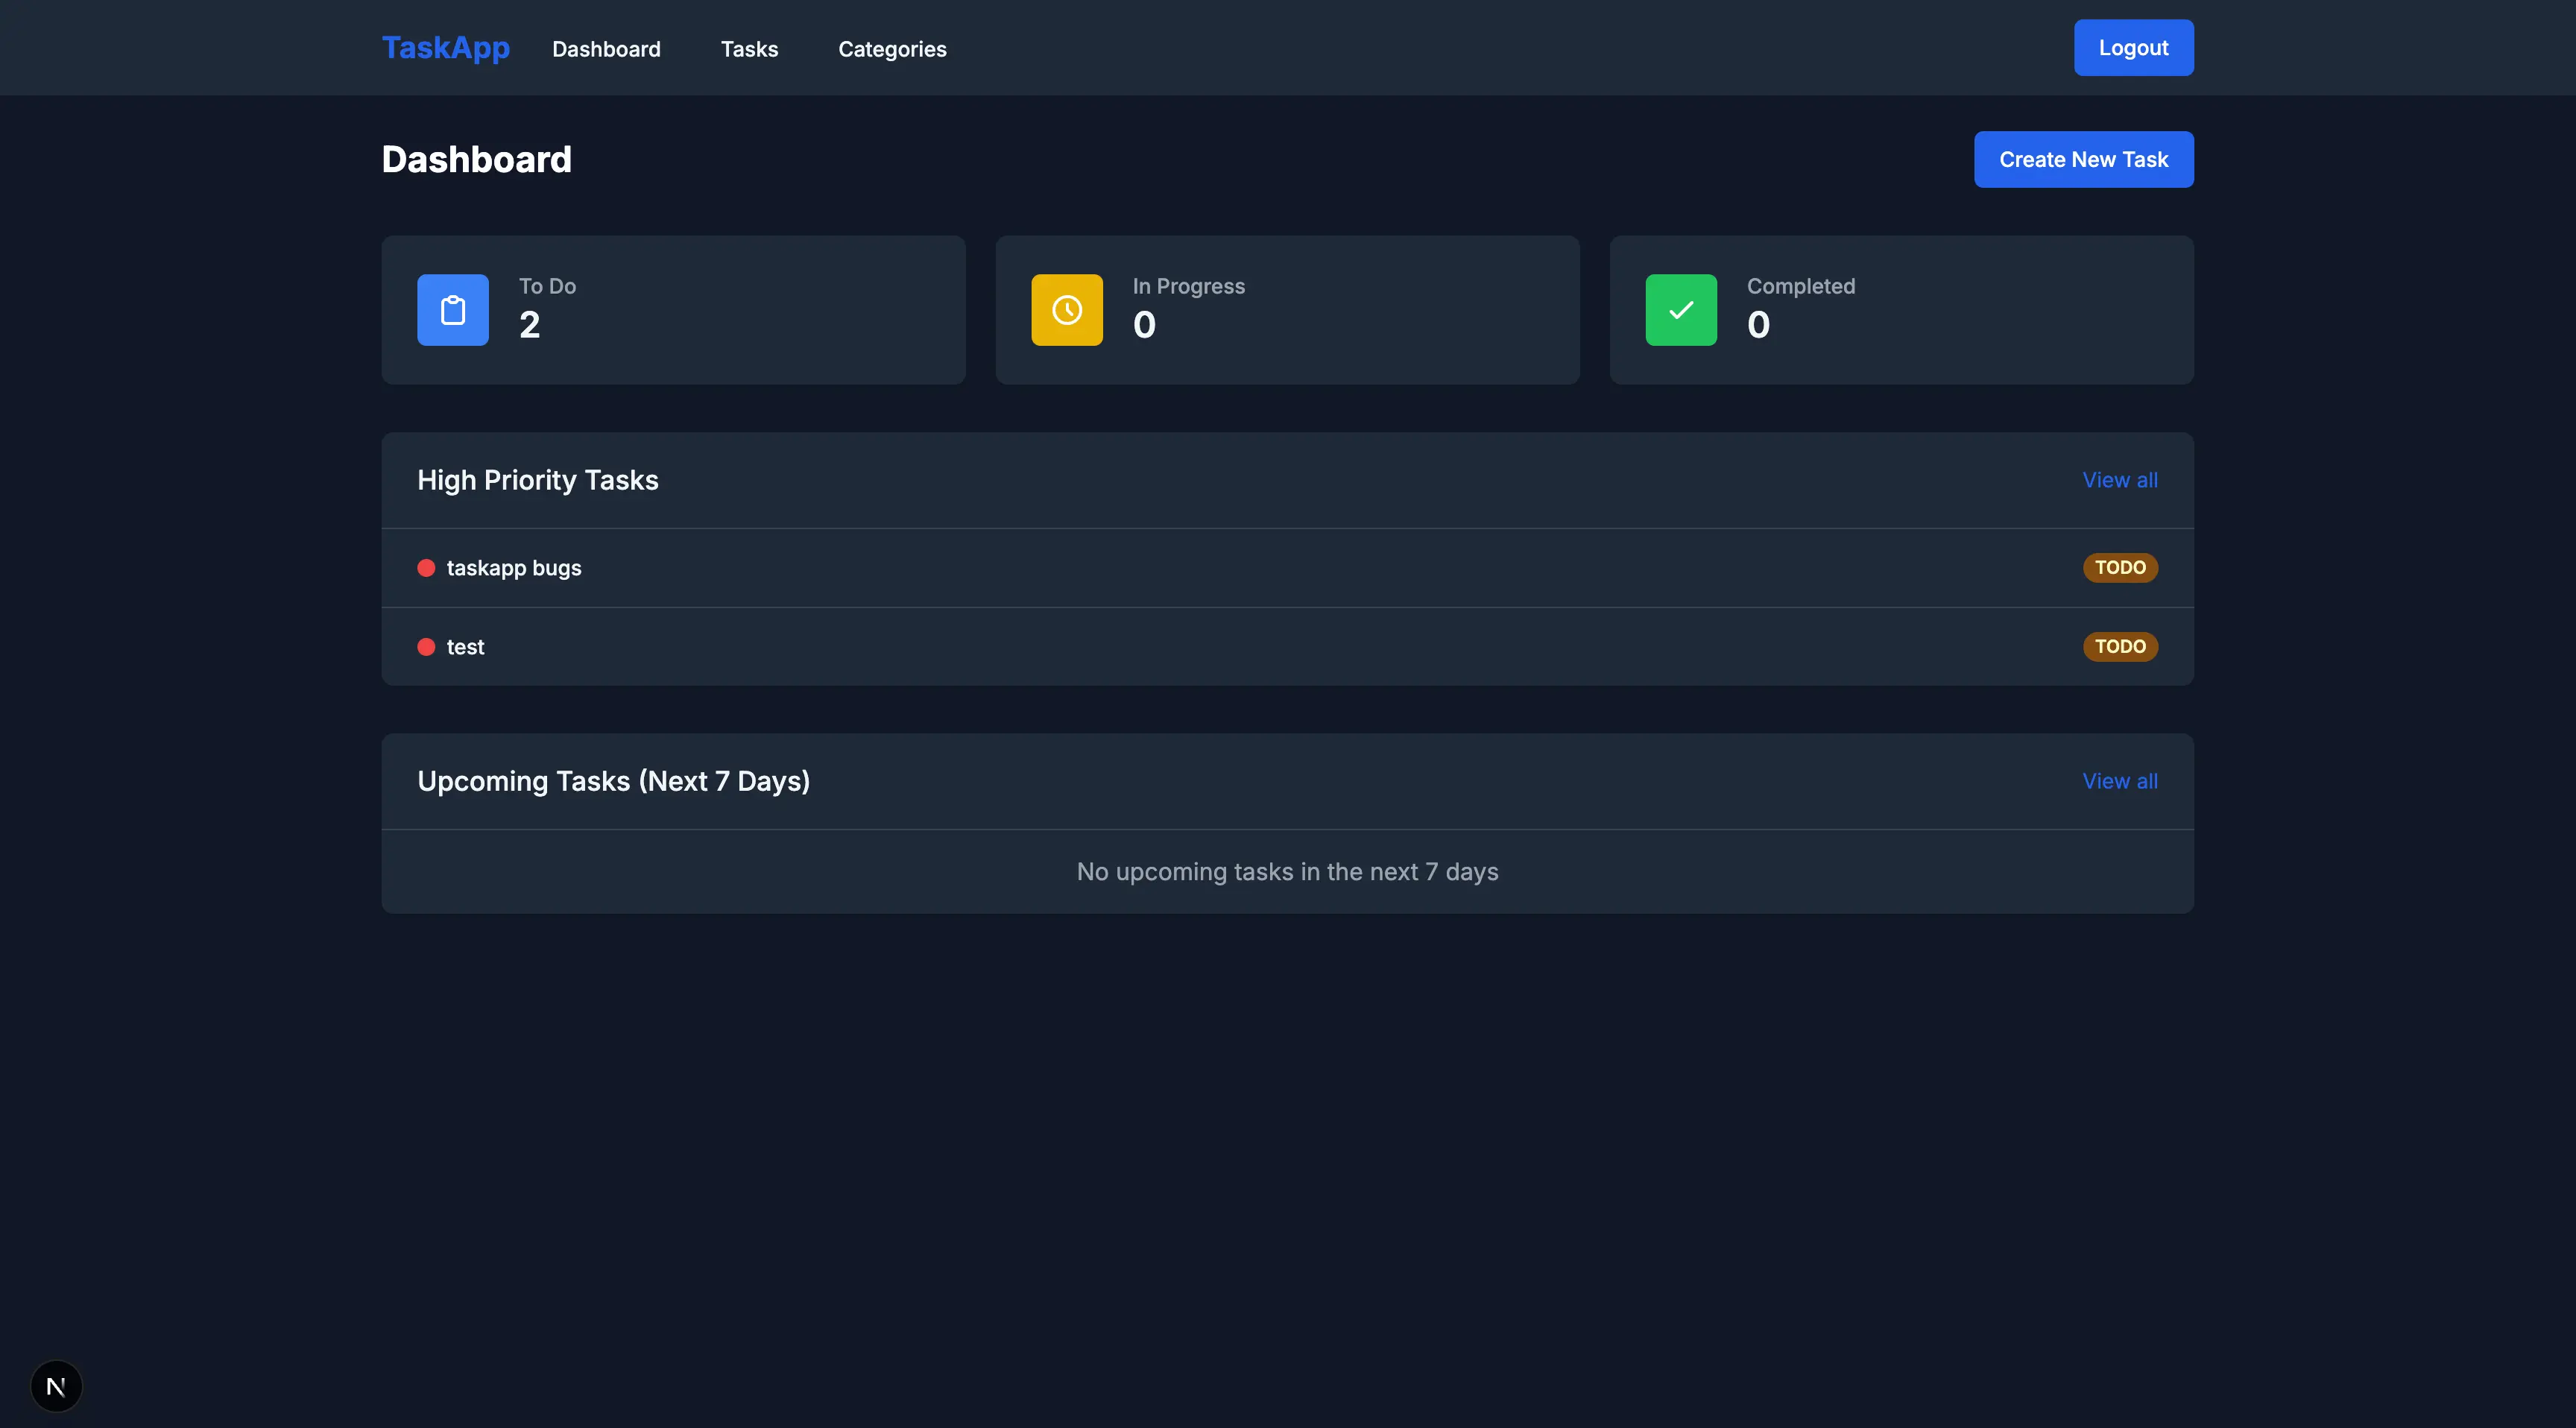 TaskApp Dashboard Tasks Categories Logout
Dashboard Create New Task
To Do In Progress Completed
2 0 0
High Priority Tasks View all
taskapp bugs TODO
test TODO
Upcoming Tasks (Next 7 Days) View all
No upcoming tasks in the next 7 days
N